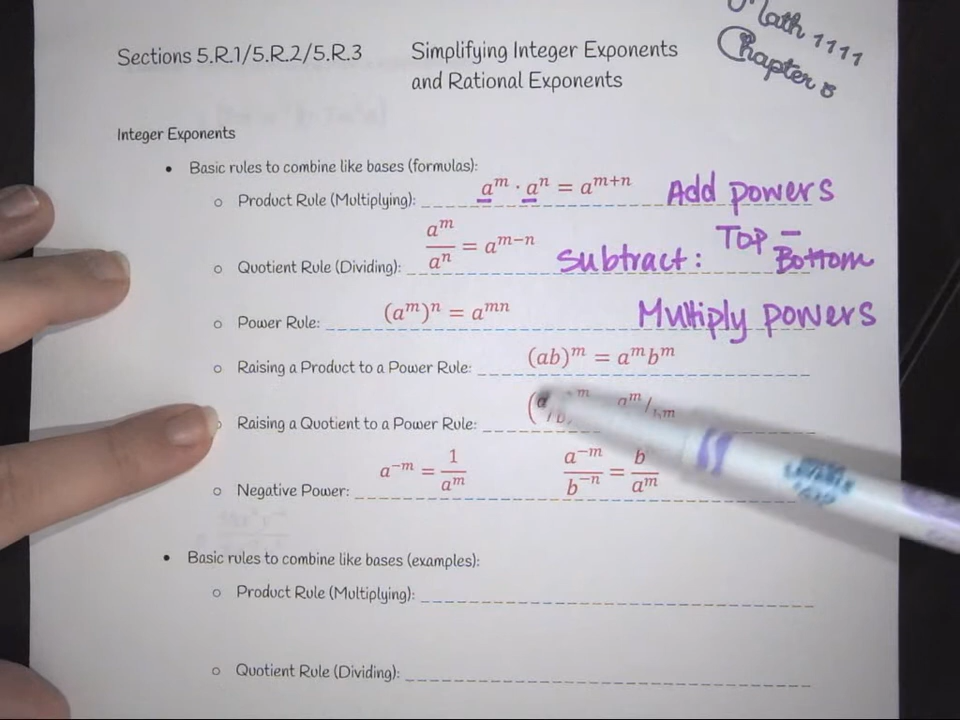 Math 1111
Chapter 5
Sections 5.R.1/5.R.2/5.R.3 Simplifying Integer Exponents
and Rational Exponents
Integer Exponents
• Basic rules to combine like bases (formulas):
o Product Rule (Multiplying): a^m · a^n = a^{m+n} Add powers
o Quotient Rule (Dividing): a^m / a^n = a^{m−n} Subtract: Top − Bottom
o Power Rule: (a^m)^n = a^{mn} Multiply powers
o Raising a Product to a Power Rule: (ab)^m = a^m b^m
o Raising a Quotient to a Power Rule: (a/b m a^m/b^m
o Negative Power: a^{−m} = 1/a^m a^{−m}/b^{−n} = b/a^m
• Basic rules to combine like bases (examples):
o Product Rule (Multiplying):
o Quotient Rule (Dividing):